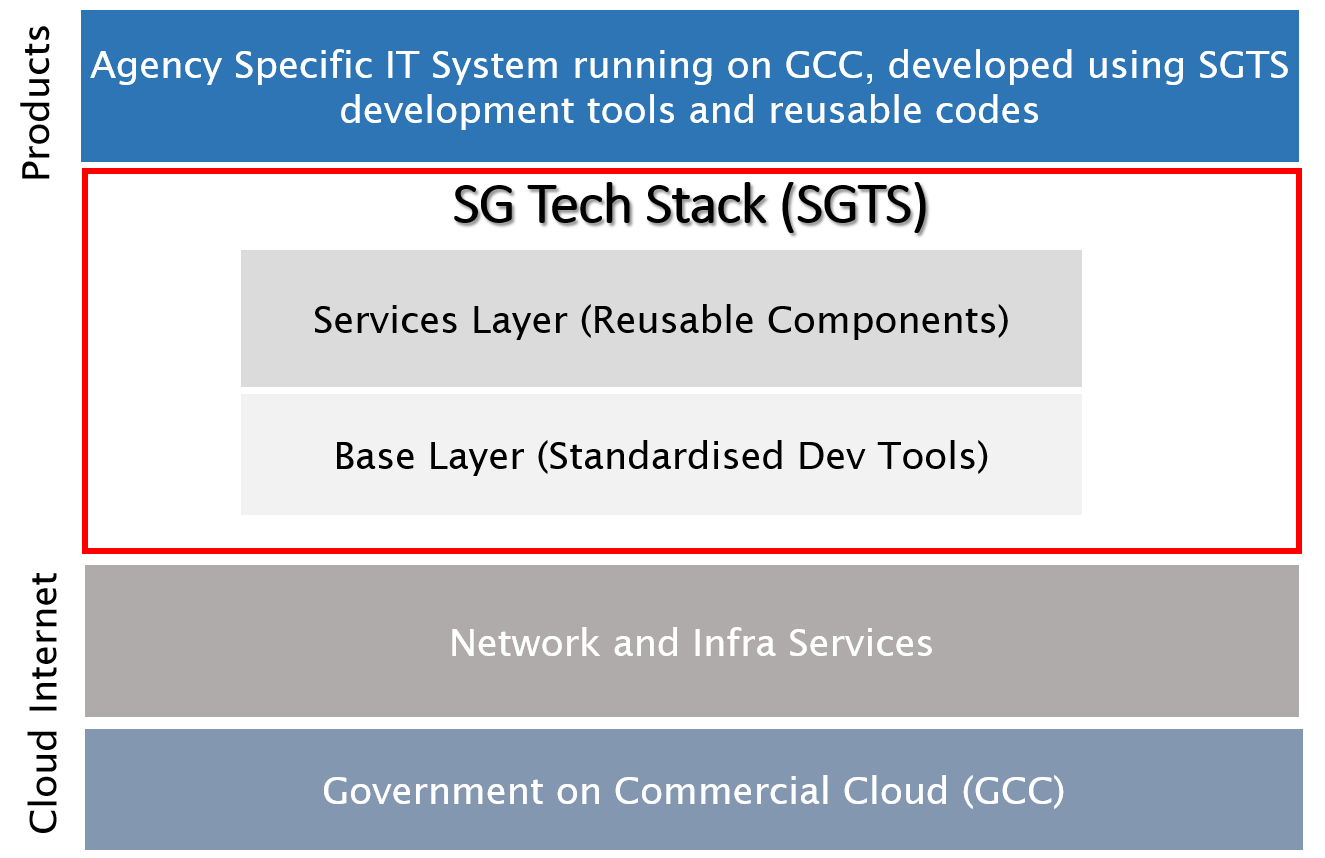 Products
Agency Specific IT System running on GCC, developed using SGTS
development tools and reusable codes
SG Tech Stack (SGTS)
Services Layer (Reusable Components)
Base Layer (Standardised Dev Tools)
Internet
Network and Infra Services
Cloud
Government on Commercial Cloud (GCC)